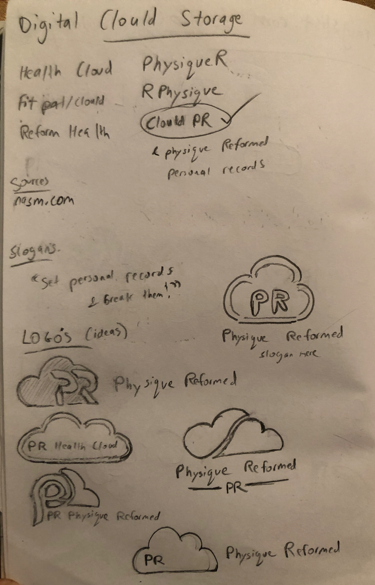 Digital Clould Storage
Health Cloud
PhysiqueR
Fit pal/clould
R Physique
Reform Health
Clould PR
physique Reformed
personal records
Sources
nasm.com
Slogans.
"Set personal records
& break them!"
PR
Physique Reformed
slogan here
LOGO'S (ideas)
PR Physique Reformed
PR Health Cloud
Physique Reformed
PR
PR Physique Reformed
PR Physique Reformed